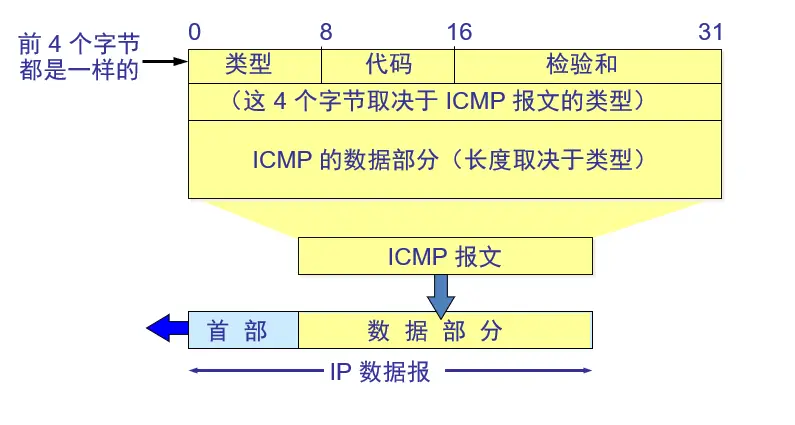 0 8 16 31
前 4 个字节
都是一样的
类型 代码 检验和
（这 4 个字节取决于 ICMP 报文的类型）
ICMP 的数据部分（长度取决于类型）
ICMP 报文
首 部 数 据 部 分
IP 数据报